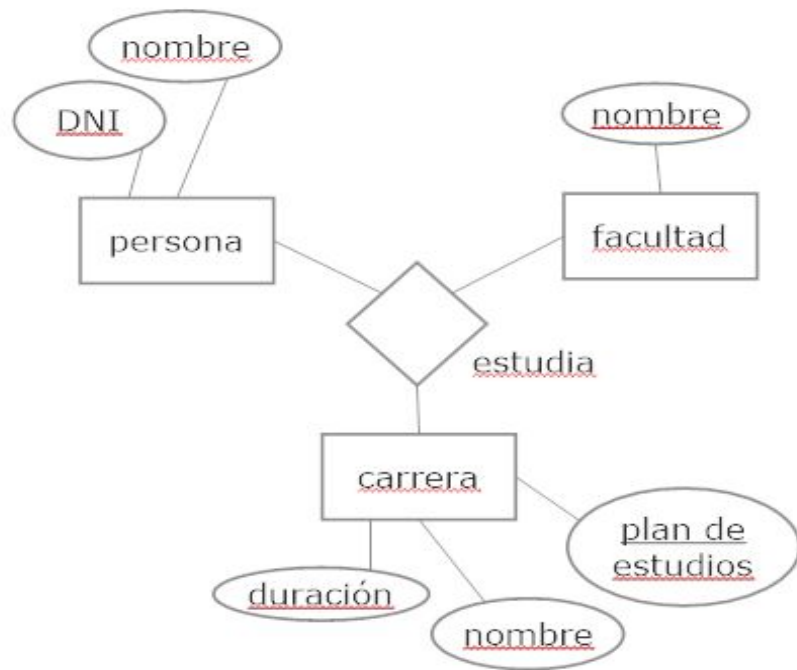 nombre
DNI
nombre
persona
facultad
estudia
carrera
plan de
estudios
duración
nombre